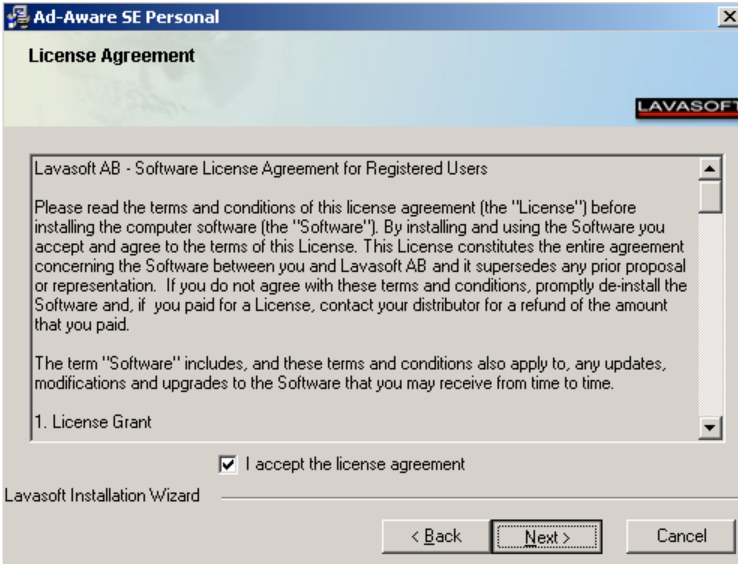 Ad-Aware SE Personal
License Agreement
LAVASOFT
Lavasoft AB - Software License Agreement for Registered Users
Please read the terms and conditions of this license agreement (the "License") before
installing the computer software (the "Software"). By installing and using the Software you
accept and agree to the terms of this License. This License constitutes the entire agreement
concerning the Software between you and Lavasoft AB and it supersedes any prior proposal
or representation.  If you do not agree with these terms and conditions, promptly de-install the
Software and, if  you paid for a License, contact your distributor for a refund of the amount
that you paid.
The term "Software" includes, and these terms and conditions also apply to, any updates,
modifications and upgrades to the Software that you may receive from time to time.
1. License Grant
I accept the license agreement
Lavasoft Installation Wizard
< Back Next > Cancel